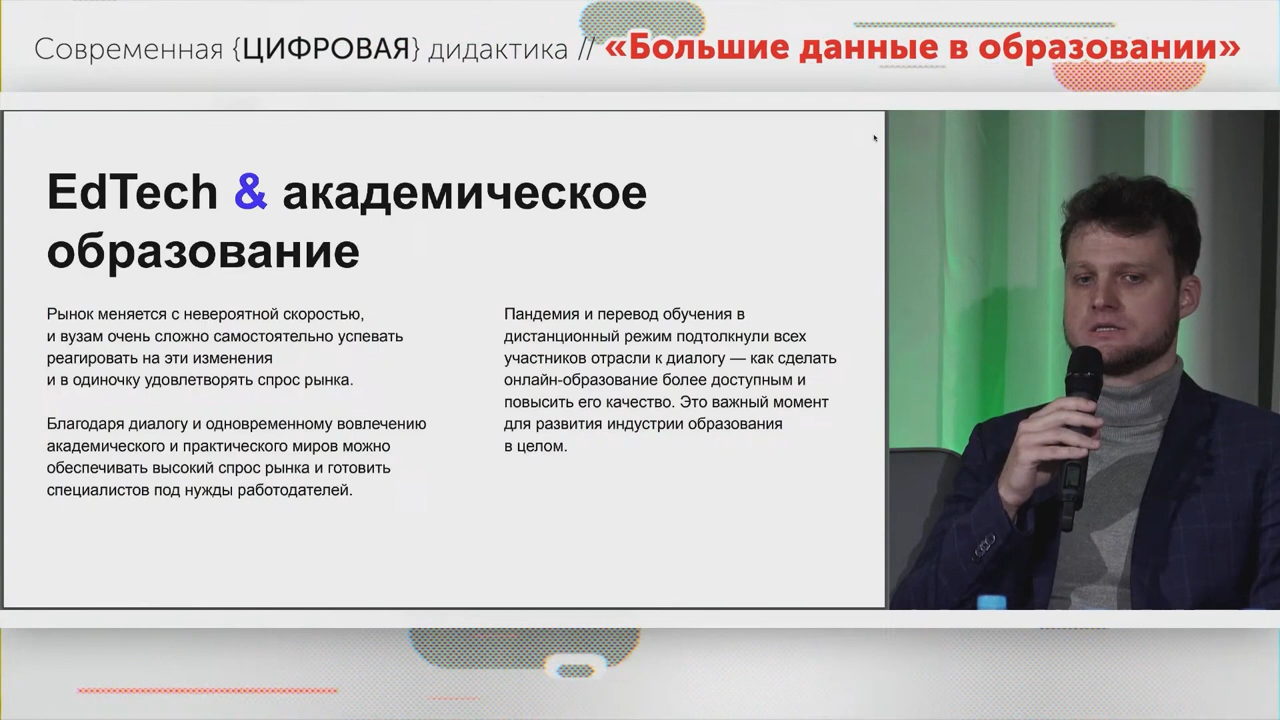 Современная {ЦИФРОВАЯ} дидактика // «Большие данные в образовании»
EdTech & академическое
образование
Рынок меняется с невероятной скоростью,
и вузам очень сложно самостоятельно успевать
реагировать на эти изменения
и в одиночку удовлетворять спрос рынка.
Благодаря диалогу и одновременному вовлечению
академического и практического миров можно
обеспечивать высокий спрос рынка и готовить
специалистов под нужды работодателей.
Пандемия и перевод обучения в
дистанционный режим подтолкнули всех
участников отрасли к диалогу — как сделать
онлайн-образование более доступным и
повысить его качество. Это важный момент
для развития индустрии образования
в целом.